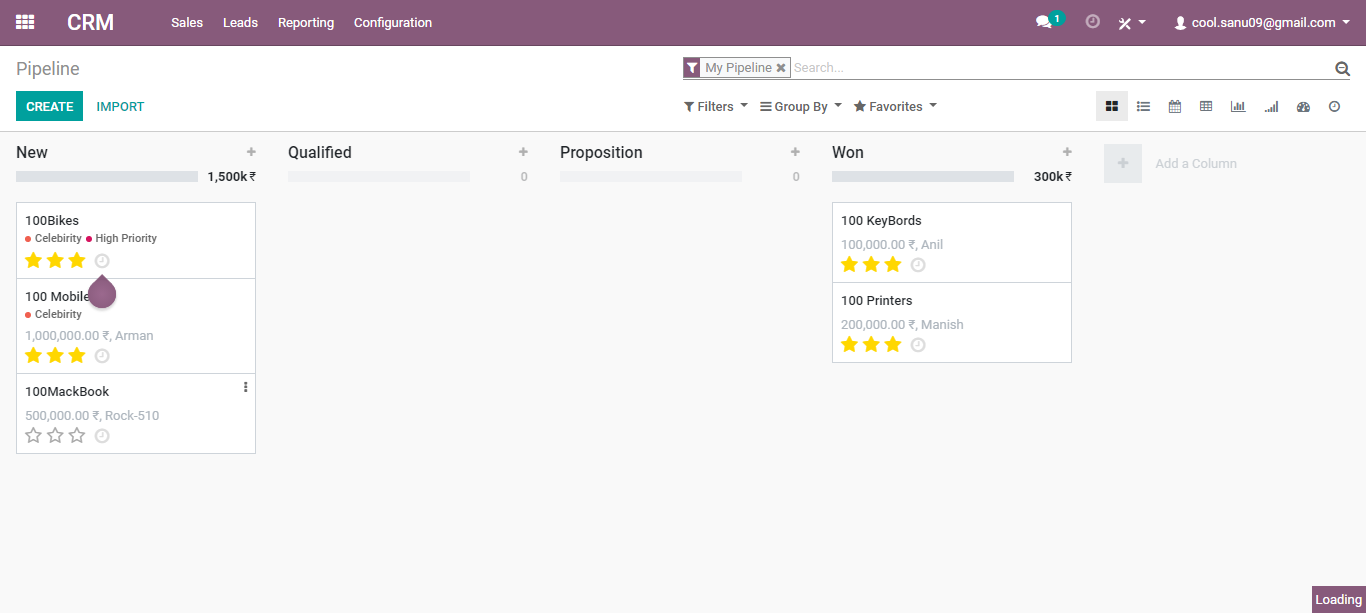 CRM Sales Leads Reporting Configuration 1 cool.sanu09@gmail.com
Pipeline
My Pipeline Search...
CREATE IMPORT
Filters Group By Favorites
New
1,500k ₹
100Bikes
Celebirity High Priority
100 Mobile
Celebirity
1,000,000.00 ₹, Arman
100MackBook
500,000.00 ₹, Rock-510
Qualified
0
Proposition
0
Won
300k ₹
100 KeyBords
100,000.00 ₹, Anil
100 Printers
200,000.00 ₹, Manish
Add a Column
Loading